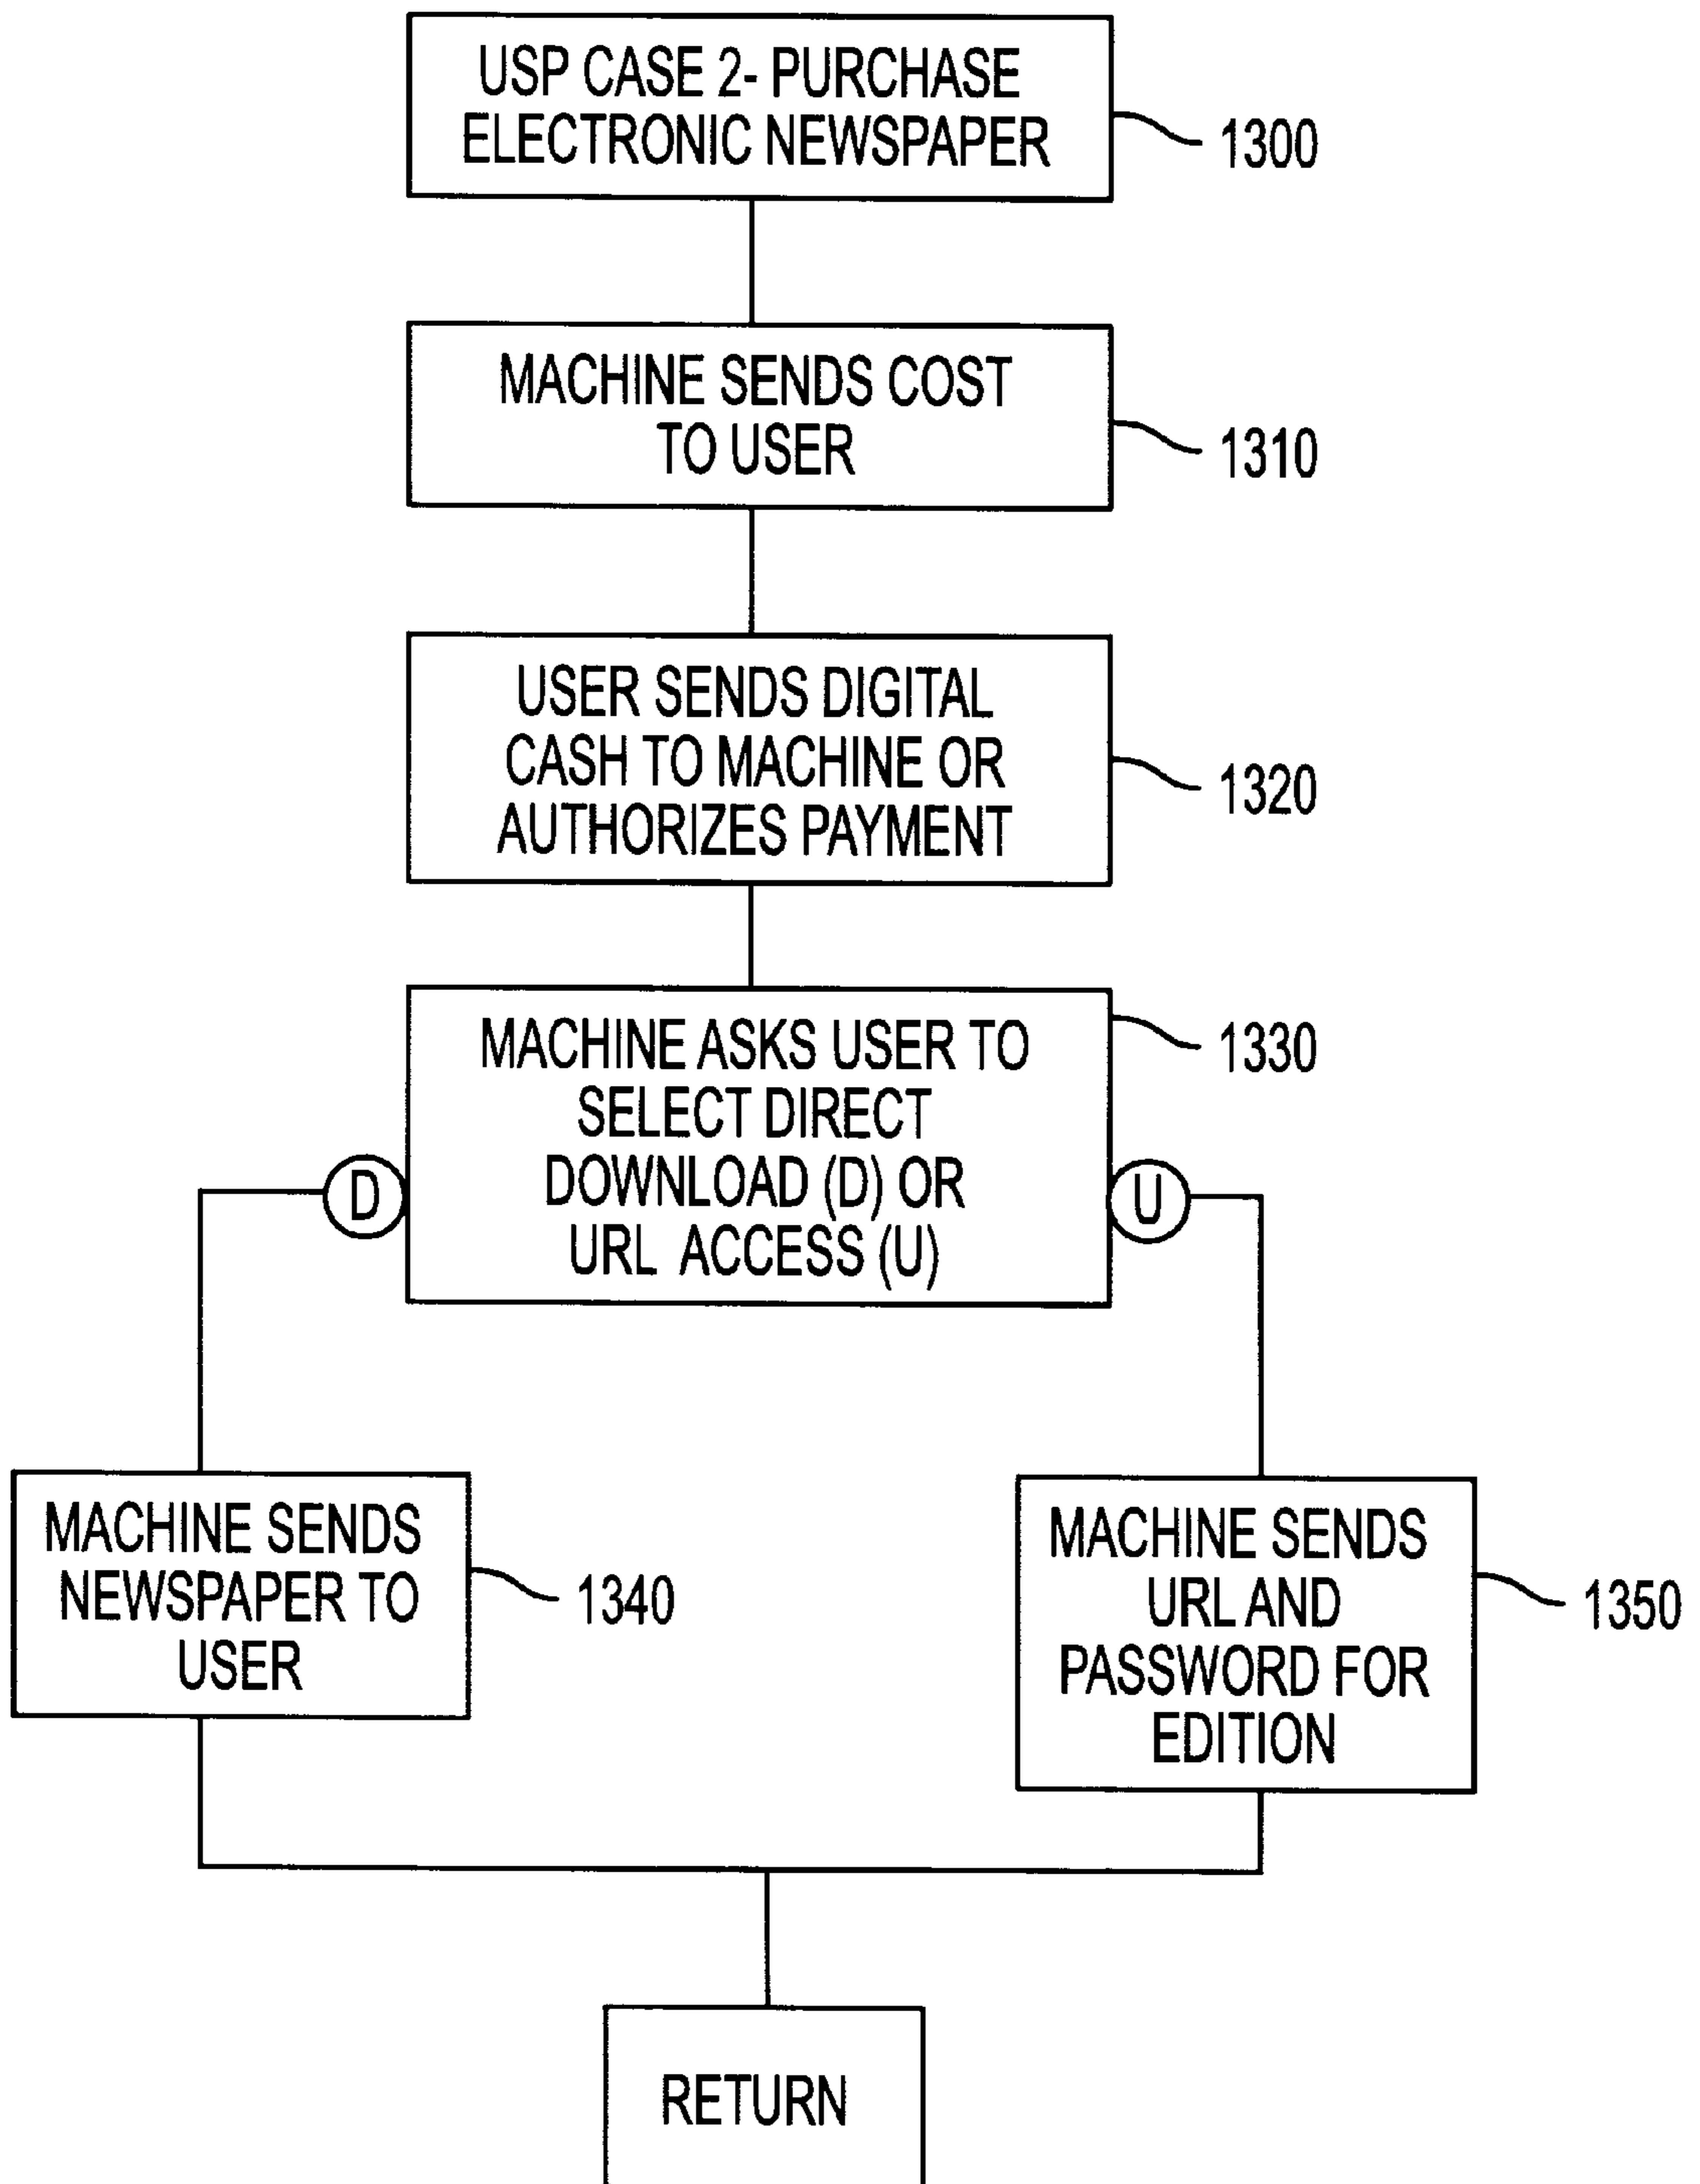 USP CASE 2- PURCHASE
ELECTRONIC NEWSPAPER
1300
MACHINE SENDS COST
TO USER
1310
USER SENDS DIGITAL
CASH TO MACHINE OR
AUTHORIZES PAYMENT
1320
MACHINE ASKS USER TO
SELECT DIRECT
DOWNLOAD (D) OR
URL ACCESS (U)
1330
D
U
MACHINE SENDS
NEWSPAPER TO
USER
1340
MACHINE SENDS
URL AND
PASSWORD FOR
EDITION
1350
RETURN